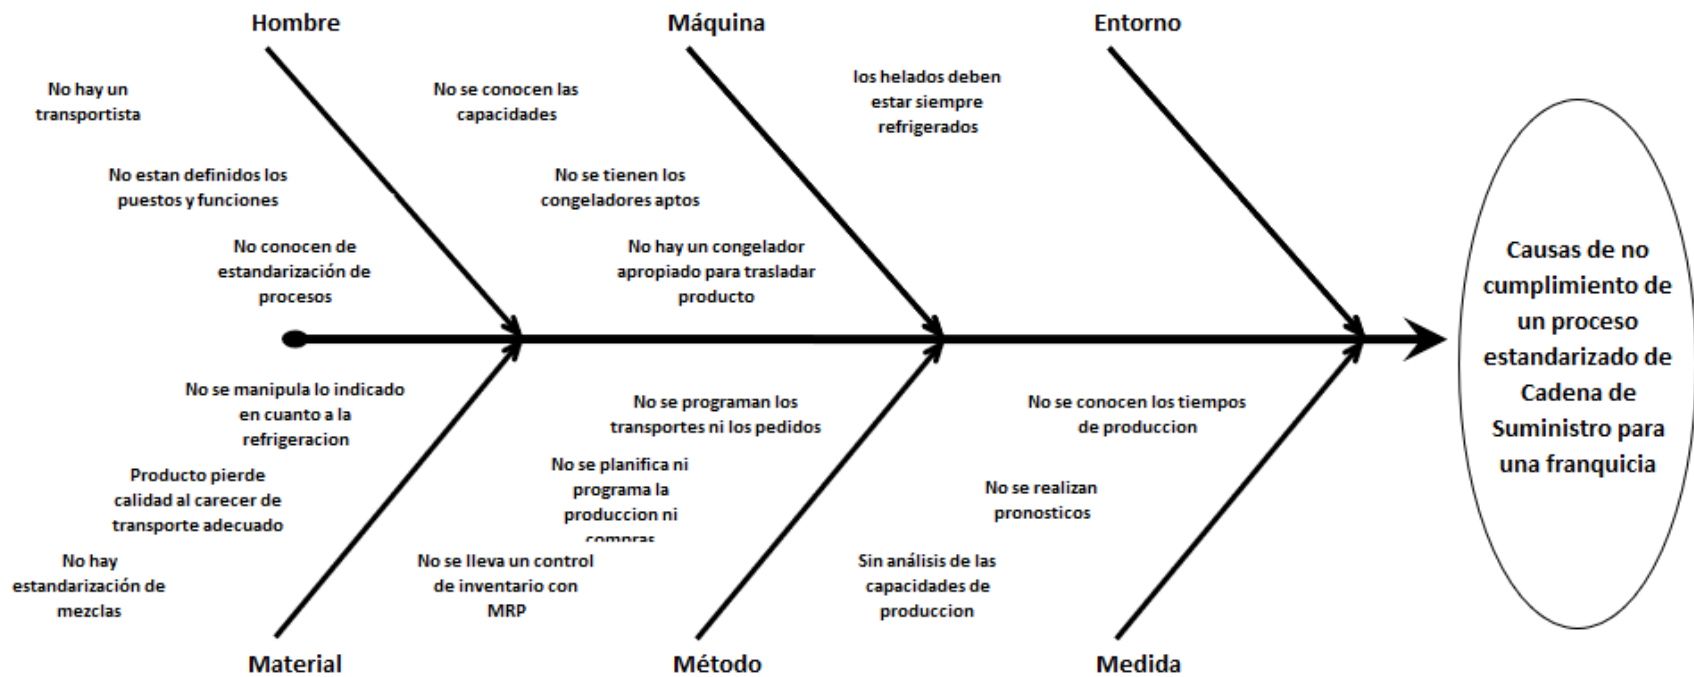 Hombre
Máquina
Entorno
No hay un
transportista
No se conocen las
capacidades
los helados deben
estar siempre
refrigerados
No estan definidos los
puestos y funciones
No se tienen los
congeladores aptos
No conocen de
estandarización de
procesos
No hay un congelador
apropiado para trasladar
producto
Causas de no
cumplimiento de
un proceso
estandarizado de
Cadena de
Suministro para
una franquicia
No se manipula lo indicado
en cuanto a la
refrigeracion
No se programan los
transportes ni los pedidos
No se conocen los tiempos
de produccion
Producto pierde
calidad al carecer de
transporte adecuado
No se planifica ni
programa la
produccion ni
compras
No se realizan
pronosticos
No hay
estandarización de
mezclas
No se lleva un control
de inventario con
MRP
Sin análisis de las
capacidades de
produccion
Material
Método
Medida